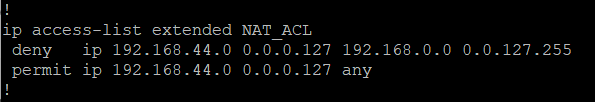 !
ip access-list extended NAT_ACL
 deny   ip 192.168.44.0 0.0.0.127 192.168.0.0 0.0.127.255
 permit ip 192.168.44.0 0.0.0.127 any
!